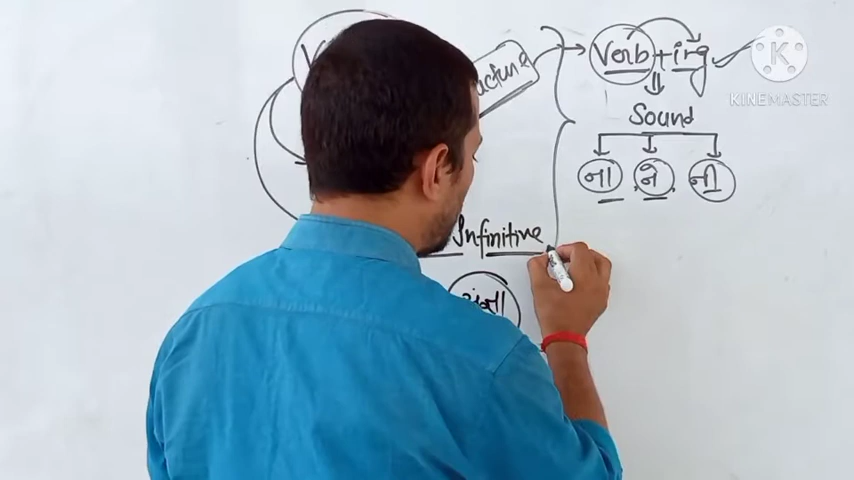 Verb + ing
Sound
ના ને ની
Infinitive
KINEMASTER